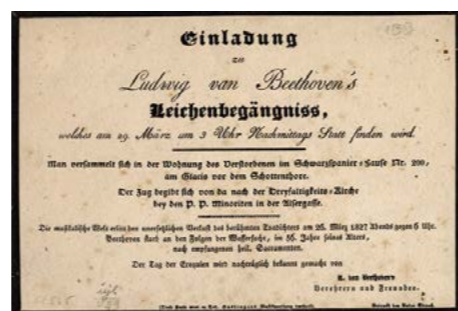 Einladung
zu
Ludwig van Beethoven's
Leichenbegängniss,
welches am 29. März um 3 Uhr Nachmittags Statt finden wird.
Man versammelt sich in der Wohnung des Verstorbenen im Schwarzspanier-Hause Nr. 200,
am Glacis vor dem Schottenthore.
Der Zug begibt sich von da nach der Dreyfaltigkeits-Kirche
bey den P. P. Minoriten in der Alsergasse.
Die musikalische Welt erlitt den unersetzlichen Verlust des berühmten Tondichters am 26. März 1827 Abends gegen 6 Uhr.
Beethoven starb an den Folgen der Wassersucht, im 56. Jahre seines Alters,
nach empfangenen heil. Sacramenten.
Der Tag der Exequien wird nachträglich bekannt gemacht von
L. van Beethoven's
Verehrern und Freunden.